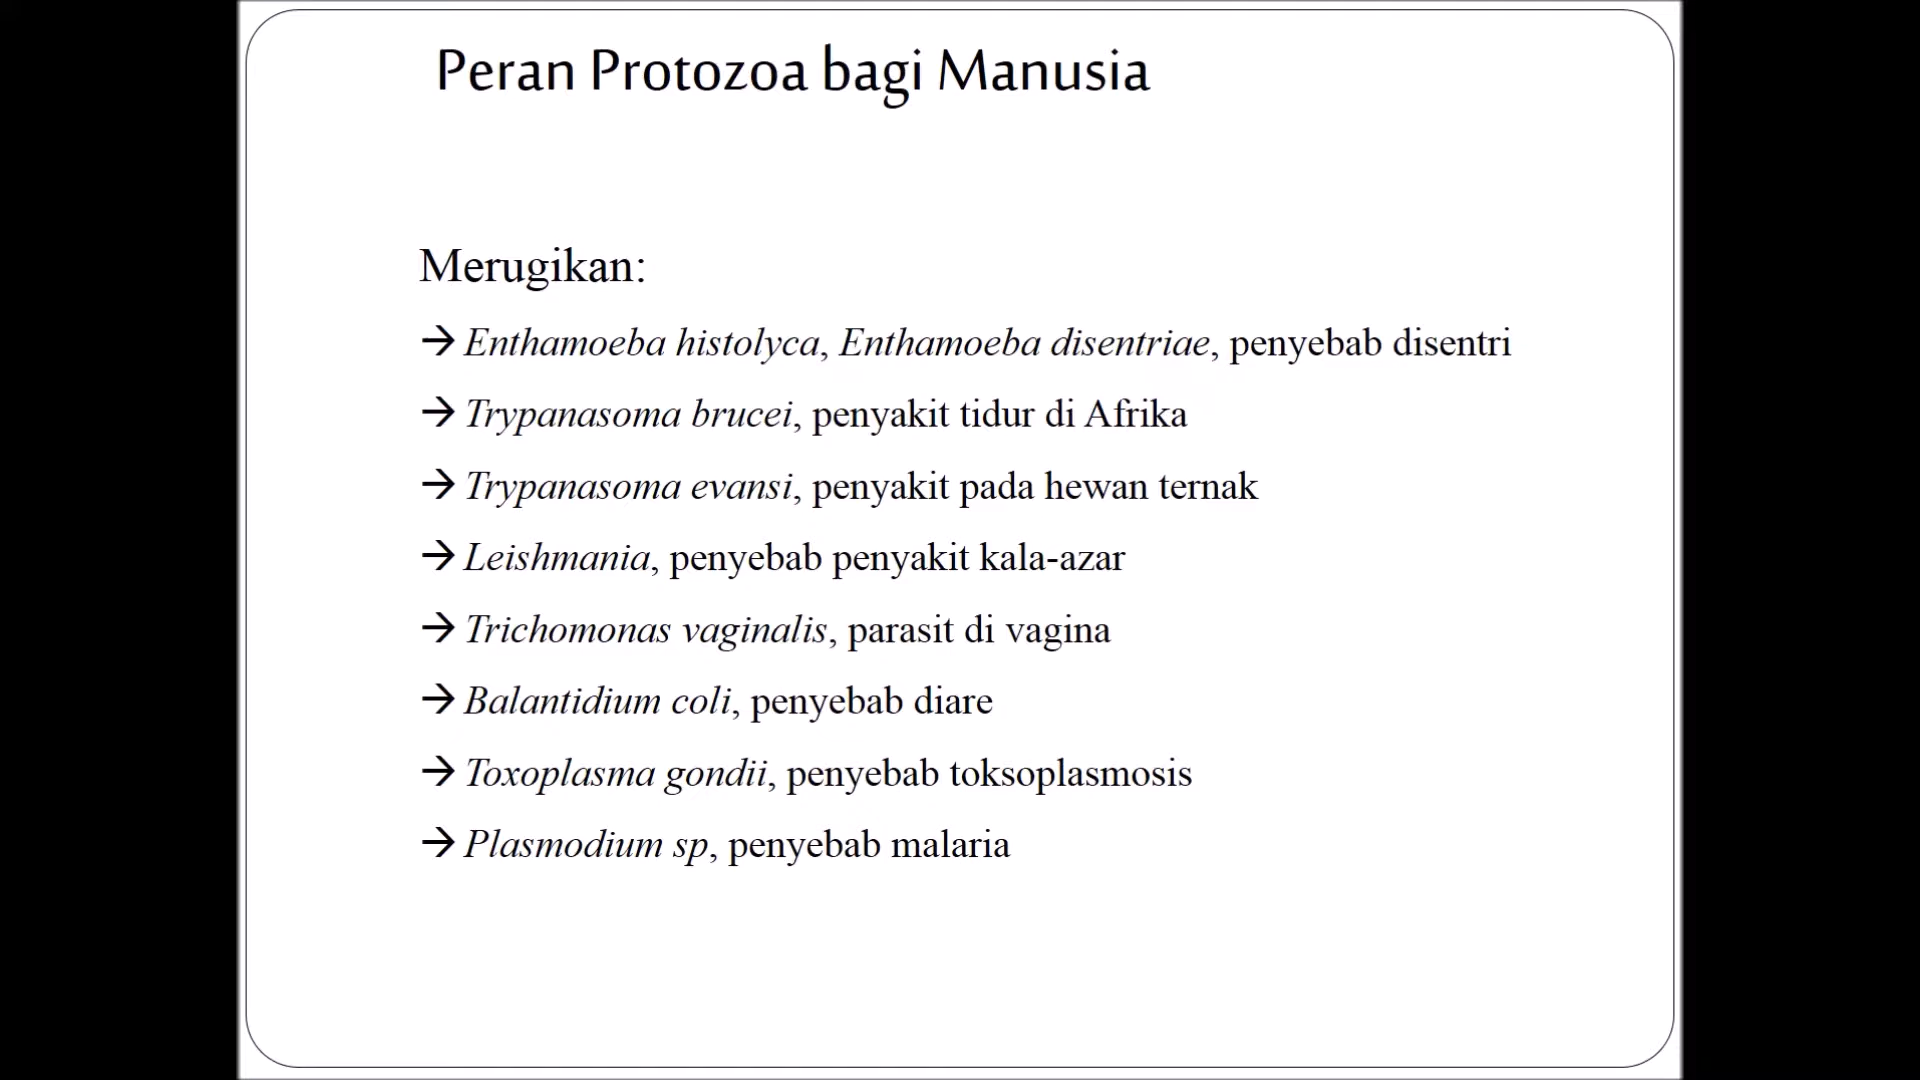 Peran Protozoa bagi Manusia
Merugikan:
→ Enthamoeba histolyca, Enthamoeba disentriae, penyebab disentri
→ Trypanasoma brucei, penyakit tidur di Afrika
→ Trypanasoma evansi, penyakit pada hewan ternak
→ Leishmania, penyebab penyakit kala-azar
→ Trichomonas vaginalis, parasit di vagina
→ Balantidium coli, penyebab diare
→ Toxoplasma gondii, penyebab toksoplasmosis
→ Plasmodium sp, penyebab malaria